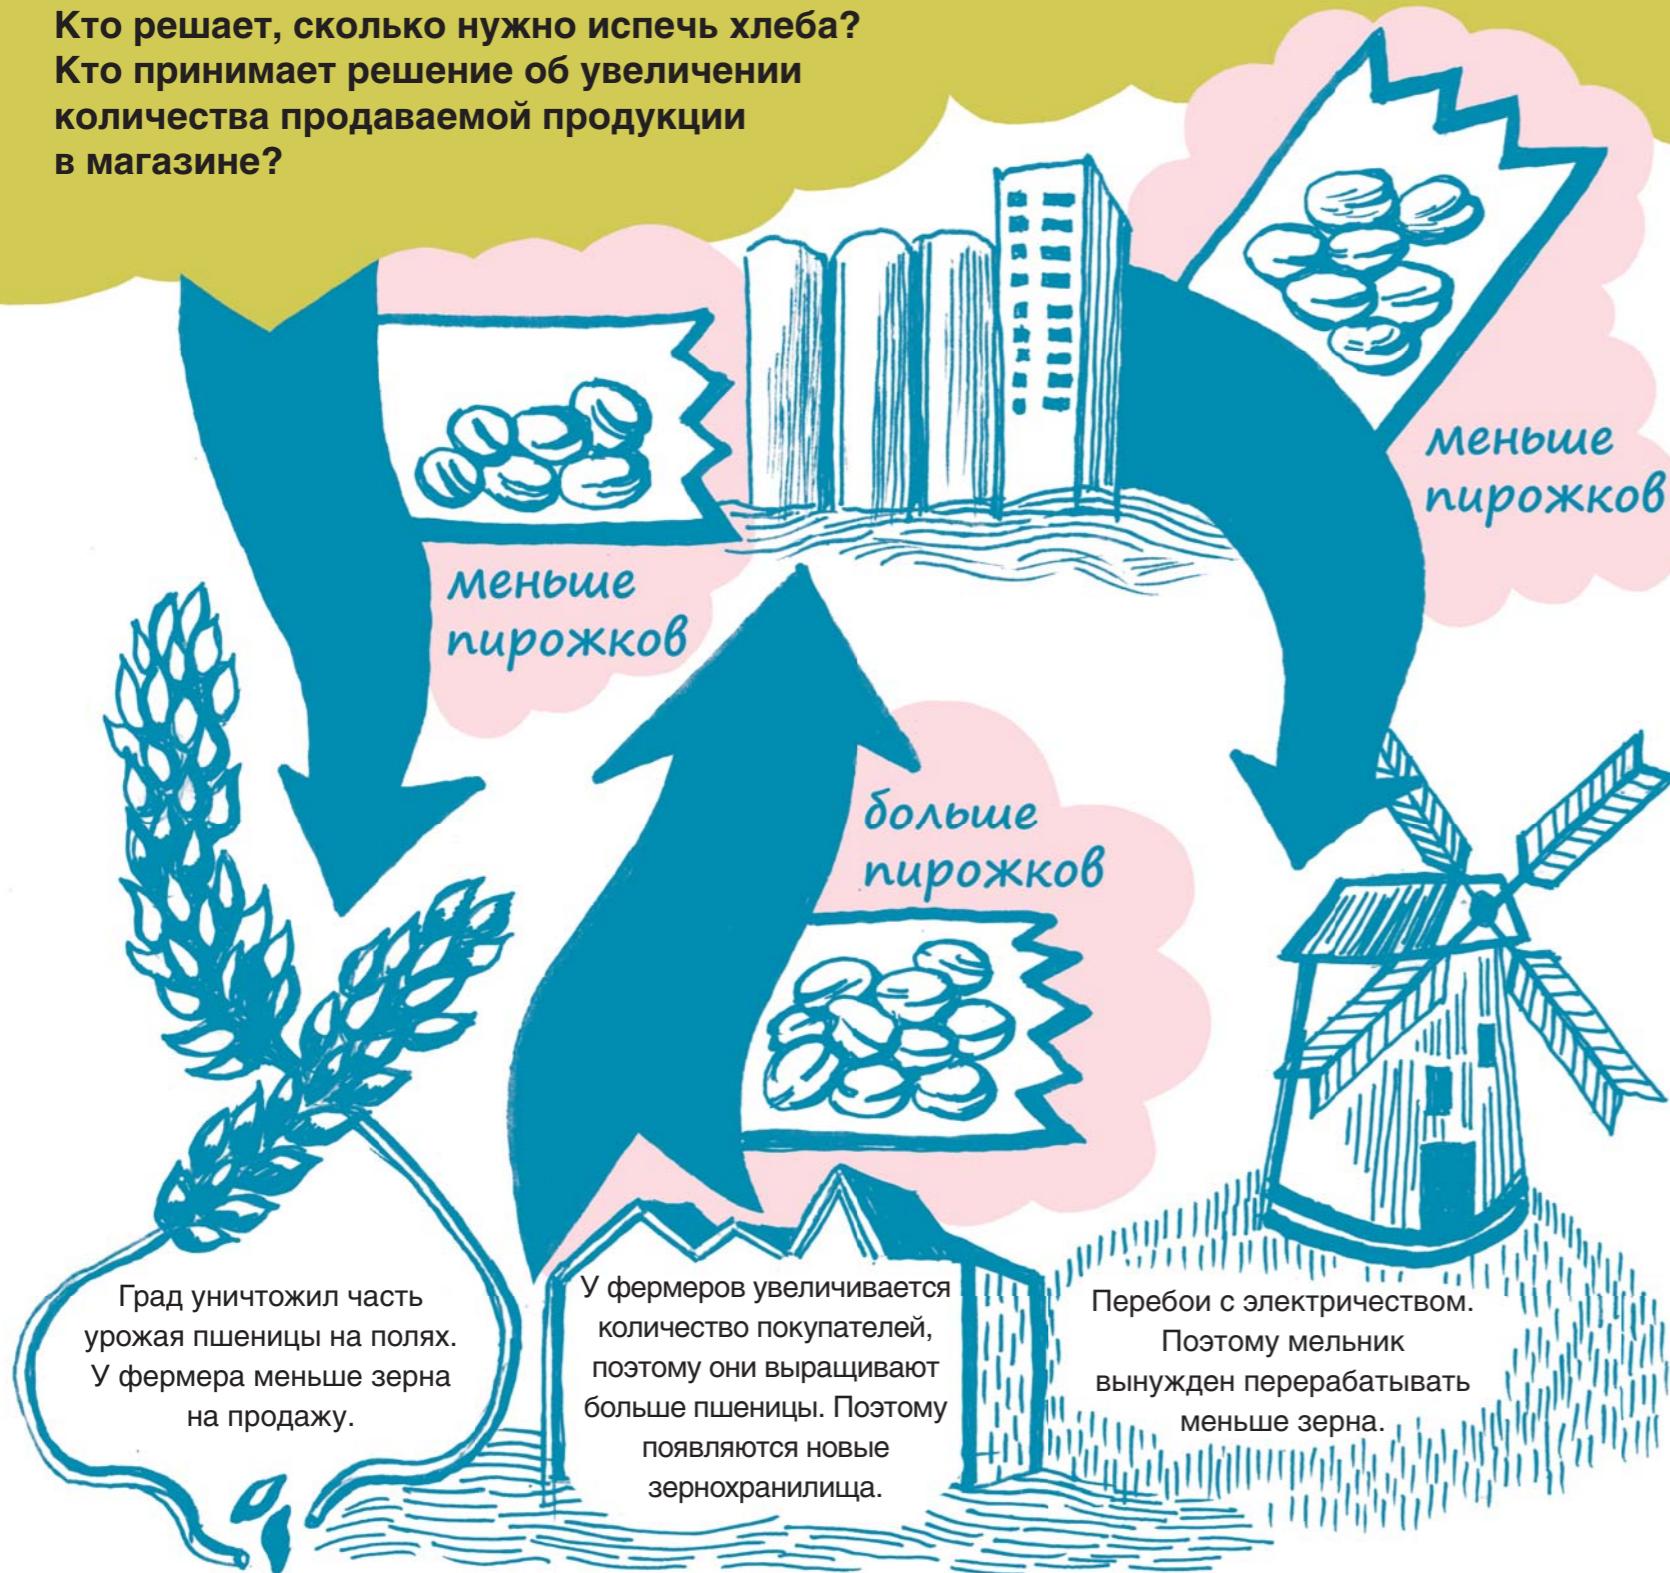 Кто решает, сколько нужно испечь хлеба?
Кто принимает решение об увеличении
количества продаваемой продукции
в магазине?
меньше
пирожков
меньше
пирожков
больше
пирожков
Град уничтожил часть
урожая пшеницы на полях.
У фермера меньше зерна
на продажу.
У фермеров увеличивается
количество покупателей,
поэтому они выращивают
больше пшеницы. Поэтому
появляются новые
зернохранилища.
Перебои с электричеством.
Поэтому мельник
вынужден перерабатывать
меньше зерна.